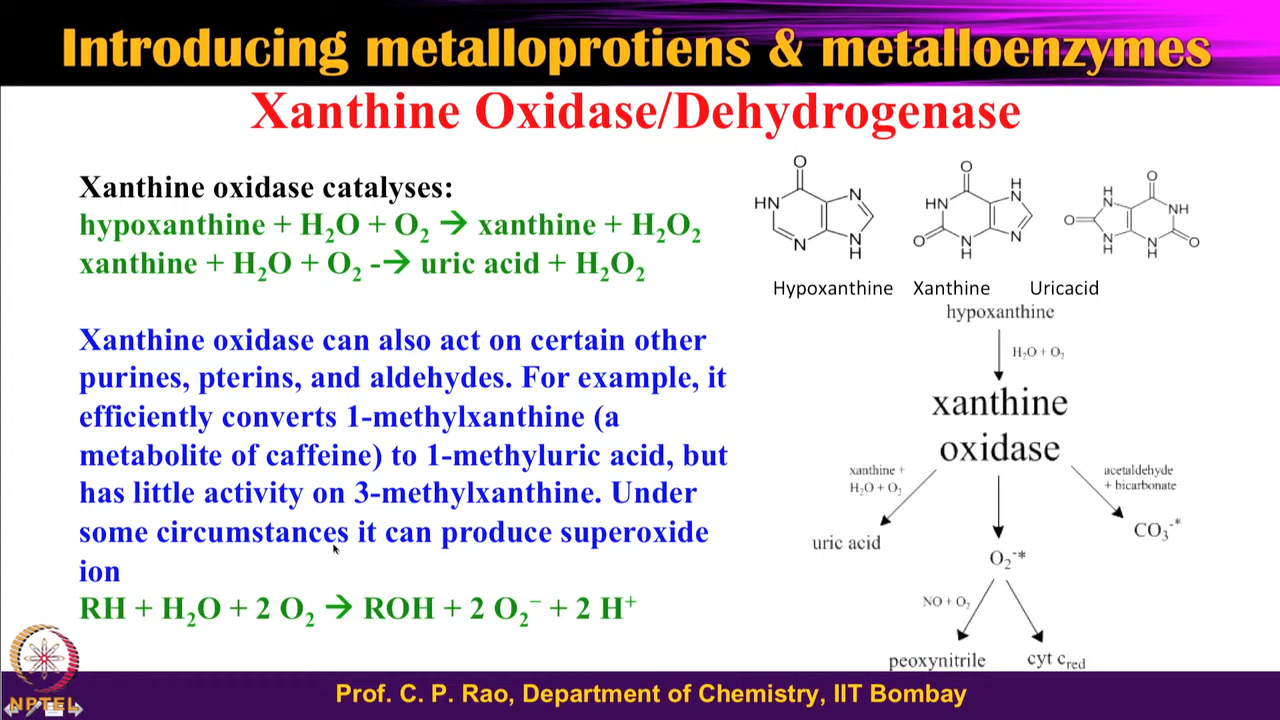 Introducing metalloprotiens & metalloenzymes
Xanthine Oxidase/Dehydrogenase
Xanthine oxidase catalyses:
hypoxanthine + H₂O + O₂ → xanthine + H₂O₂
xanthine + H₂O + O₂ -→ uric acid + H₂O₂
Xanthine oxidase can also act on certain other
purines, pterins, and aldehydes. For example, it
efficiently converts 1-methylxanthine (a
metabolite of caffeine) to 1-methyluric acid, but
has little activity on 3-methylxanthine. Under
some circumstances it can produce superoxide
ion
RH + H₂O + 2 O₂ → ROH + 2 O₂⁻ + 2 H⁺
O
HN
N
N
N
H
O
HN
O
N
H
H
N
N
O
NH
O
N
H
H
N
O
N
H
Hypoxanthine Xanthine Uricacid
hypoxanthine
H₂O + O₂
xanthine
oxidase
xanthine +
H₂O + O₂
acetaldehyde
+ bicarbonate
uric acid
O₂⁻*
CO₃⁻*
NO + O₂
peoxynitrile
cyt c red
NPTEL
Prof. C. P. Rao, Department of Chemistry, IIT Bombay